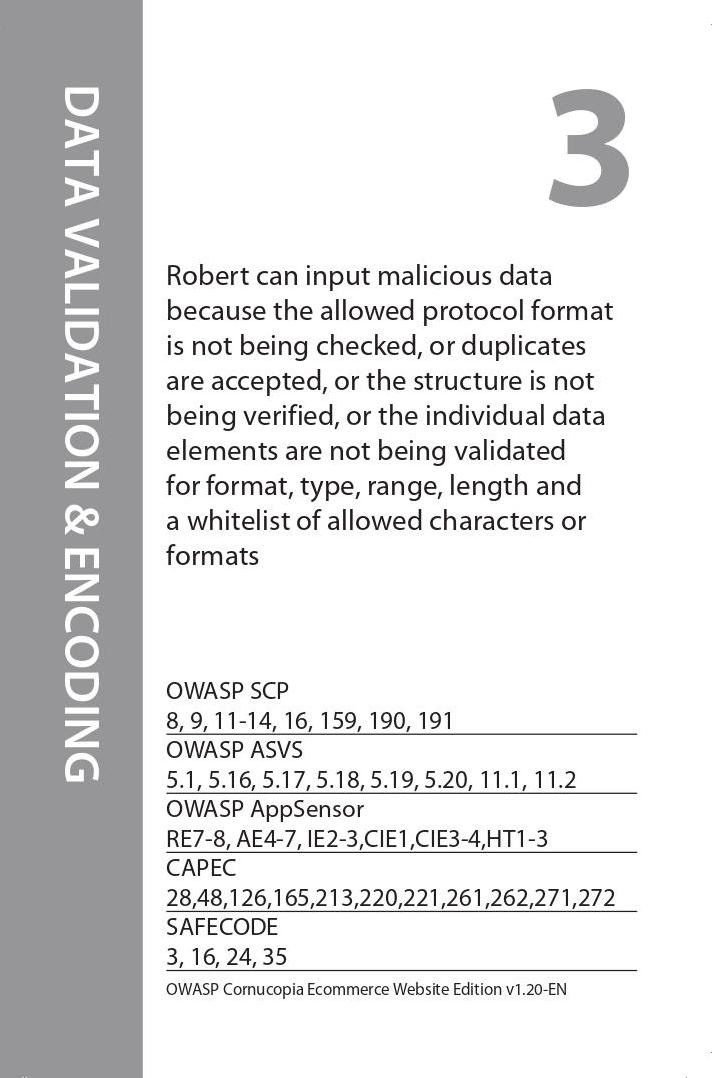 DATA VALIDATION & ENCODING
3
Robert can input malicious data
because the allowed protocol format
is not being checked, or duplicates
are accepted, or the structure is not
being verified, or the individual data
elements are not being validated
for format, type, range, length and
a whitelist of allowed characters or
formats
OWASP SCP
8, 9, 11-14, 16, 159, 190, 191
OWASP ASVS
5.1, 5.16, 5.17, 5.18, 5.19, 5.20, 11.1, 11.2
OWASP AppSensor
RE7-8, AE4-7, IE2-3,CIE1,CIE3-4,HT1-3
CAPEC
28,48,126,165,213,220,221,261,262,271,272
SAFECODE
3, 16, 24, 35
OWASP Cornucopia Ecommerce Website Edition v1.20-EN